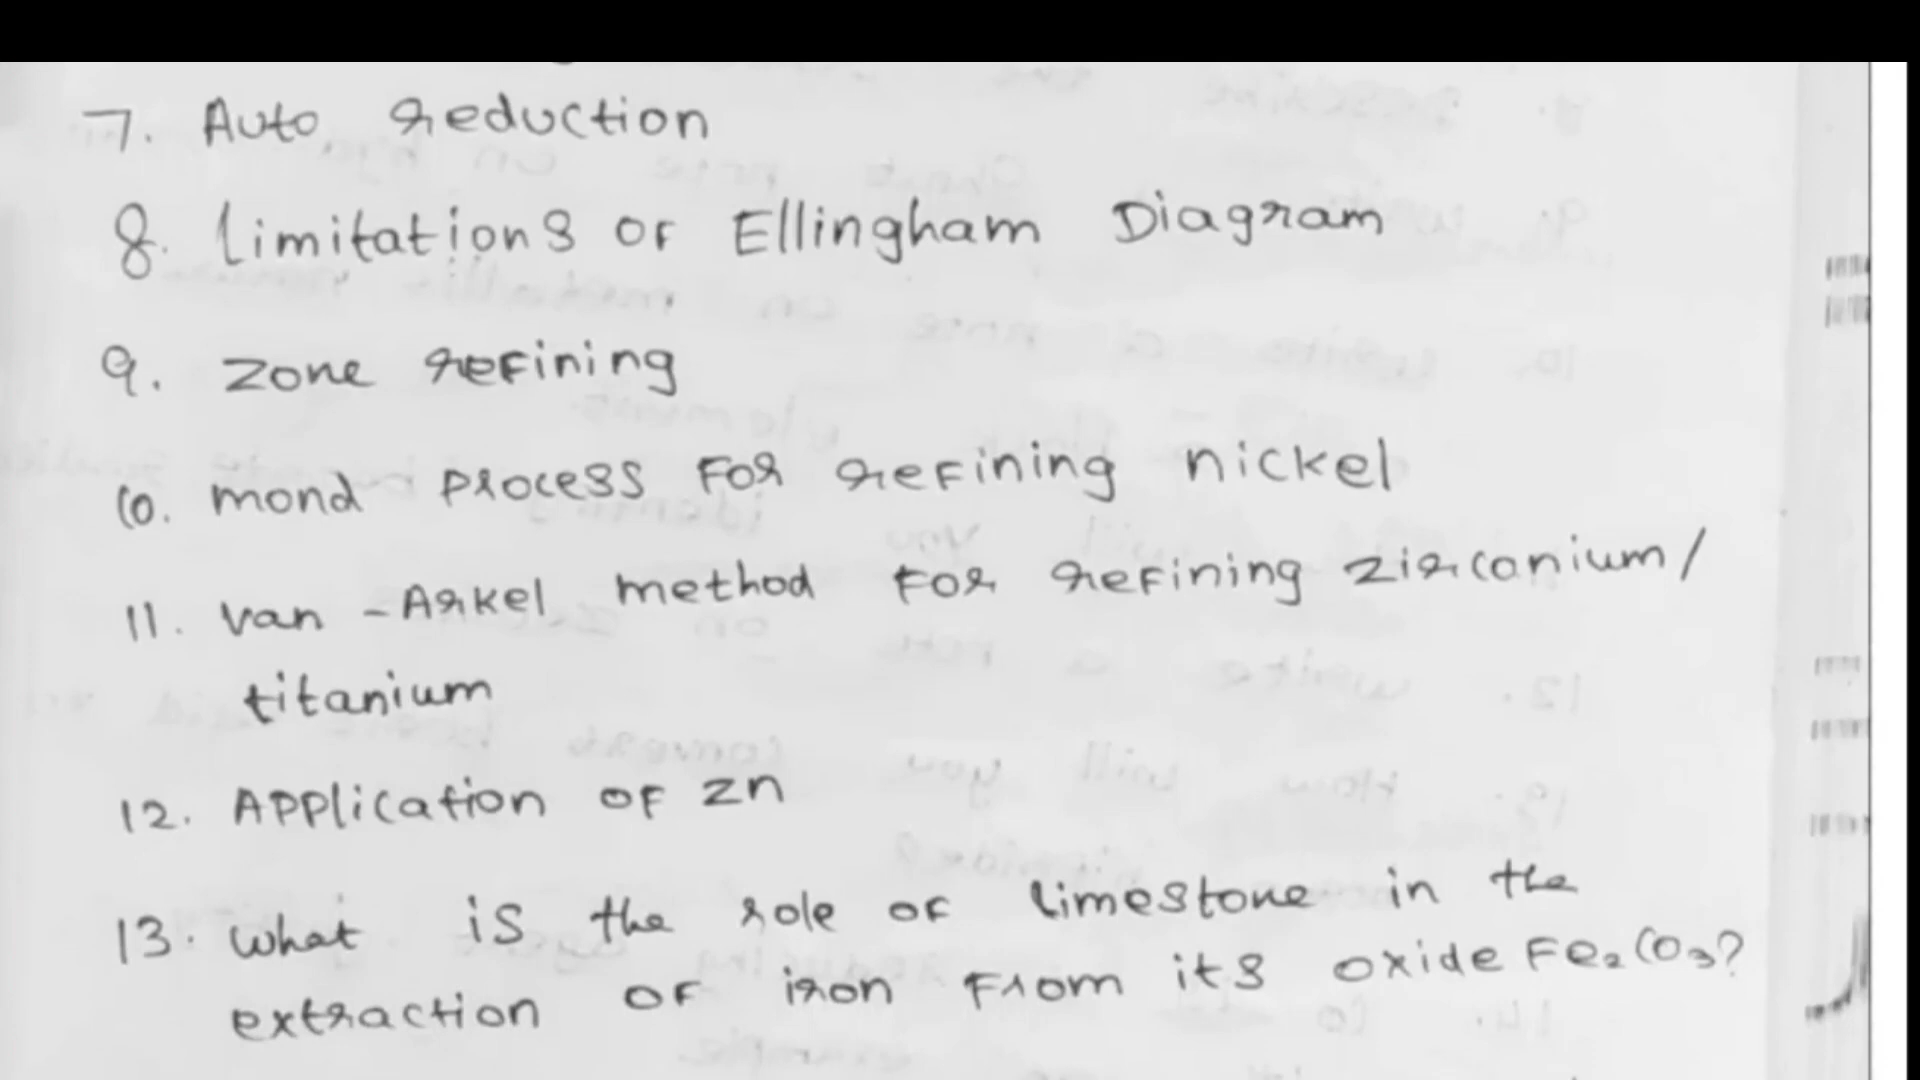 7. Auto reduction
8. Limitations of Ellingham Diagram
9. Zone refining
10. mond process for refining nickel
11. van - Arkel method for refining zirconium/
titanium
12. Application of zn
13. what is the role of limestone in the
extraction of iron from its oxide Fe₂CO₃?